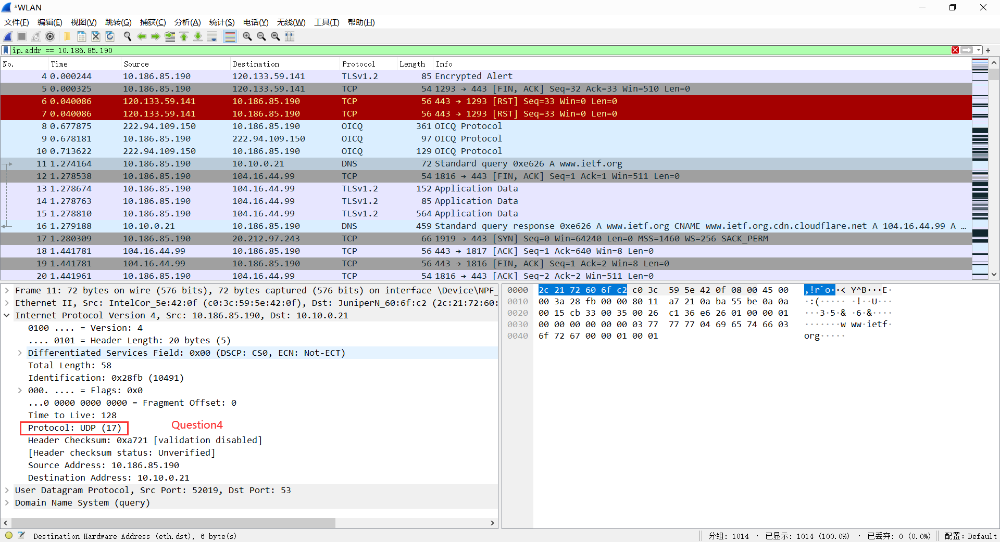 *WLAN
文件(F) 编辑(E) 视图(V) 跳转(G) 捕获(C) 分析(A) 统计(S) 电话(Y) 无线(W) 工具(T) 帮助(H)
ip.addr == 10.186.85.190
No. Time Source Destination Protocol Length Info
4 0.000244 10.186.85.190 120.133.59.141 TLSv1.2 85 Encrypted Alert
5 0.000325 10.186.85.190 120.133.59.141 TCP 54 1293 → 443 [FIN, ACK] Seq=32 Ack=33 Win=510 Len=0
6 0.040086 120.133.59.141 10.186.85.190 TCP 56 443 → 1293 [RST] Seq=33 Win=0 Len=0
7 0.040086 120.133.59.141 10.186.85.190 TCP 56 443 → 1293 [RST] Seq=33 Win=0 Len=0
8 0.677875 222.94.109.150 10.186.85.190 OICQ 361 OICQ Protocol
9 0.678181 10.186.85.190 222.94.109.150 OICQ 97 OICQ Protocol
10 0.713622 222.94.109.150 10.186.85.190 OICQ 129 OICQ Protocol
11 1.274164 10.186.85.190 10.10.0.21 DNS 72 Standard query 0xe626 A www.ietf.org
12 1.278538 10.186.85.190 104.16.44.99 TCP 54 1816 → 443 [FIN, ACK] Seq=1 Ack=1 Win=511 Len=0
13 1.278674 10.186.85.190 104.16.44.99 TLSv1.2 152 Application Data
14 1.278763 10.186.85.190 104.16.44.99 TLSv1.2 85 Application Data
15 1.278810 10.186.85.190 104.16.44.99 TLSv1.2 564 Application Data
16 1.279188 10.10.0.21 10.186.85.190 DNS 459 Standard query response 0xe626 A www.ietf.org CNAME www.ietf.org.cdn.cloudflare.net A 104.16.44.99 A …
17 1.280309 10.186.85.190 20.212.97.243 TCP 66 1919 → 443 [SYN] Seq=0 Win=64240 Len=0 MSS=1460 WS=256 SACK_PERM
18 1.441781 104.16.44.99 10.186.85.190 TCP 56 443 → 1817 [ACK] Seq=1 Ack=640 Win=8 Len=0
19 1.441781 104.16.44.99 10.186.85.190 TCP 56 443 → 1816 [FIN, ACK] Seq=1 Ack=2 Win=8 Len=0
20 1.441961 10.186.85.190 104.16.44.99 TCP 54 1816 → 443 [ACK] Seq=2 Ack=2 Win=511 Len=0
Frame 11: 72 bytes on wire (576 bits), 72 bytes captured (576 bits) on interface \Device\NPF_
Ethernet II, Src: IntelCor_5e:42:0f (c0:3c:59:5e:42:0f), Dst: JuniperN_60:6f:c2 (2c:21:72:60:
Internet Protocol Version 4, Src: 10.186.85.190, Dst: 10.10.0.21
0100 .... = Version: 4
.... 0101 = Header Length: 20 bytes (5)
Differentiated Services Field: 0x00 (DSCP: CS0, ECN: Not-ECT)
Total Length: 58
Identification: 0x28fb (10491)
000. .... = Flags: 0x0
...0 0000 0000 0000 = Fragment Offset: 0
Time to Live: 128
Protocol: UDP (17)
Question4
Header Checksum: 0xa721 [validation disabled]
[Header checksum status: Unverified]
Source Address: 10.186.85.190
Destination Address: 10.10.0.21
User Datagram Protocol, Src Port: 52019, Dst Port: 53
Domain Name System (query)
0000 2c 21 72 60 6f c2 c0 3c 59 5e 42 0f 08 00 45 00 ,!r`o··< Y^B···E·
0010 00 3a 28 fb 00 00 80 11 a7 21 0a ba 55 be 0a 0a ·:(····· ·!··U···
0020 00 15 cb 33 00 35 00 26 c1 36 e6 26 01 00 00 01 ···3·5·& ·6·&····
0030 00 00 00 00 00 00 03 77 77 77 04 69 65 74 66 03 ·······w ww·ietf·
0040 6f 72 67 00 00 01 00 01 org·····
Destination Hardware Address (eth.dst), 6 byte(s)
分组: 1014 · 已显示: 1014 (100.0%) · 已丢弃: 0 (0.0%)
配置: Default